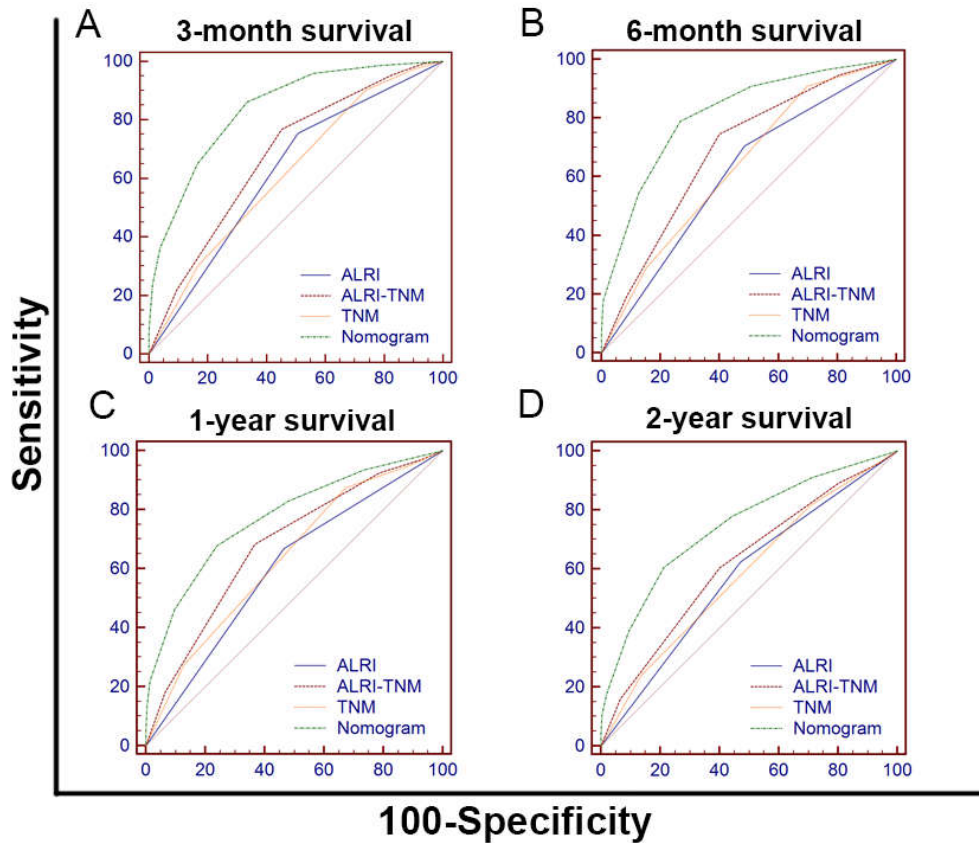 A
3-month survival
100
80
60
40
20
0
ALRI
ALRI-TNM
TNM
Nomogram
0 20 40 60 80 100
B
6-month survival
100
80
60
40
20
0
ALRI
ALRI-TNM
TNM
Nomogram
0 20 40 60 80 100
Sensitivity
C
1-year survival
100
80
60
40
20
0
ALRI
ALRI-TNM
TNM
Nomogram
0 20 40 60 80 100
D
2-year survival
100
80
60
40
20
0
ALRI
ALRI-TNM
TNM
Nomogram
0 20 40 60 80 100
100-Specificity